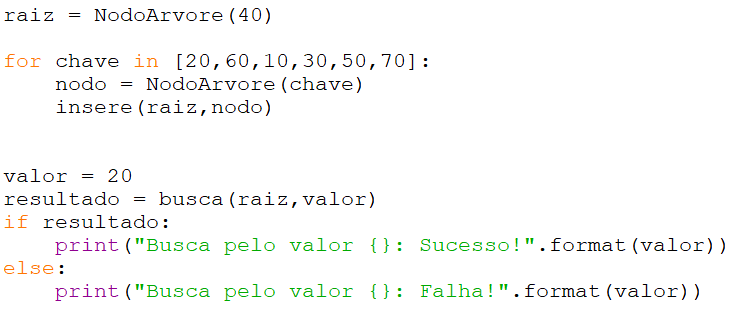 raiz = NodoArvore(40)
for chave in [20,60,10,30,50,70]:
    nodo = NodoArvore(chave)
    insere(raiz,nodo)
valor = 20
resultado = busca(raiz,valor)
if resultado:
    print("Busca pelo valor {}: Sucesso!".format(valor))
else:
    print("Busca pelo valor {}: Falha!".format(valor))